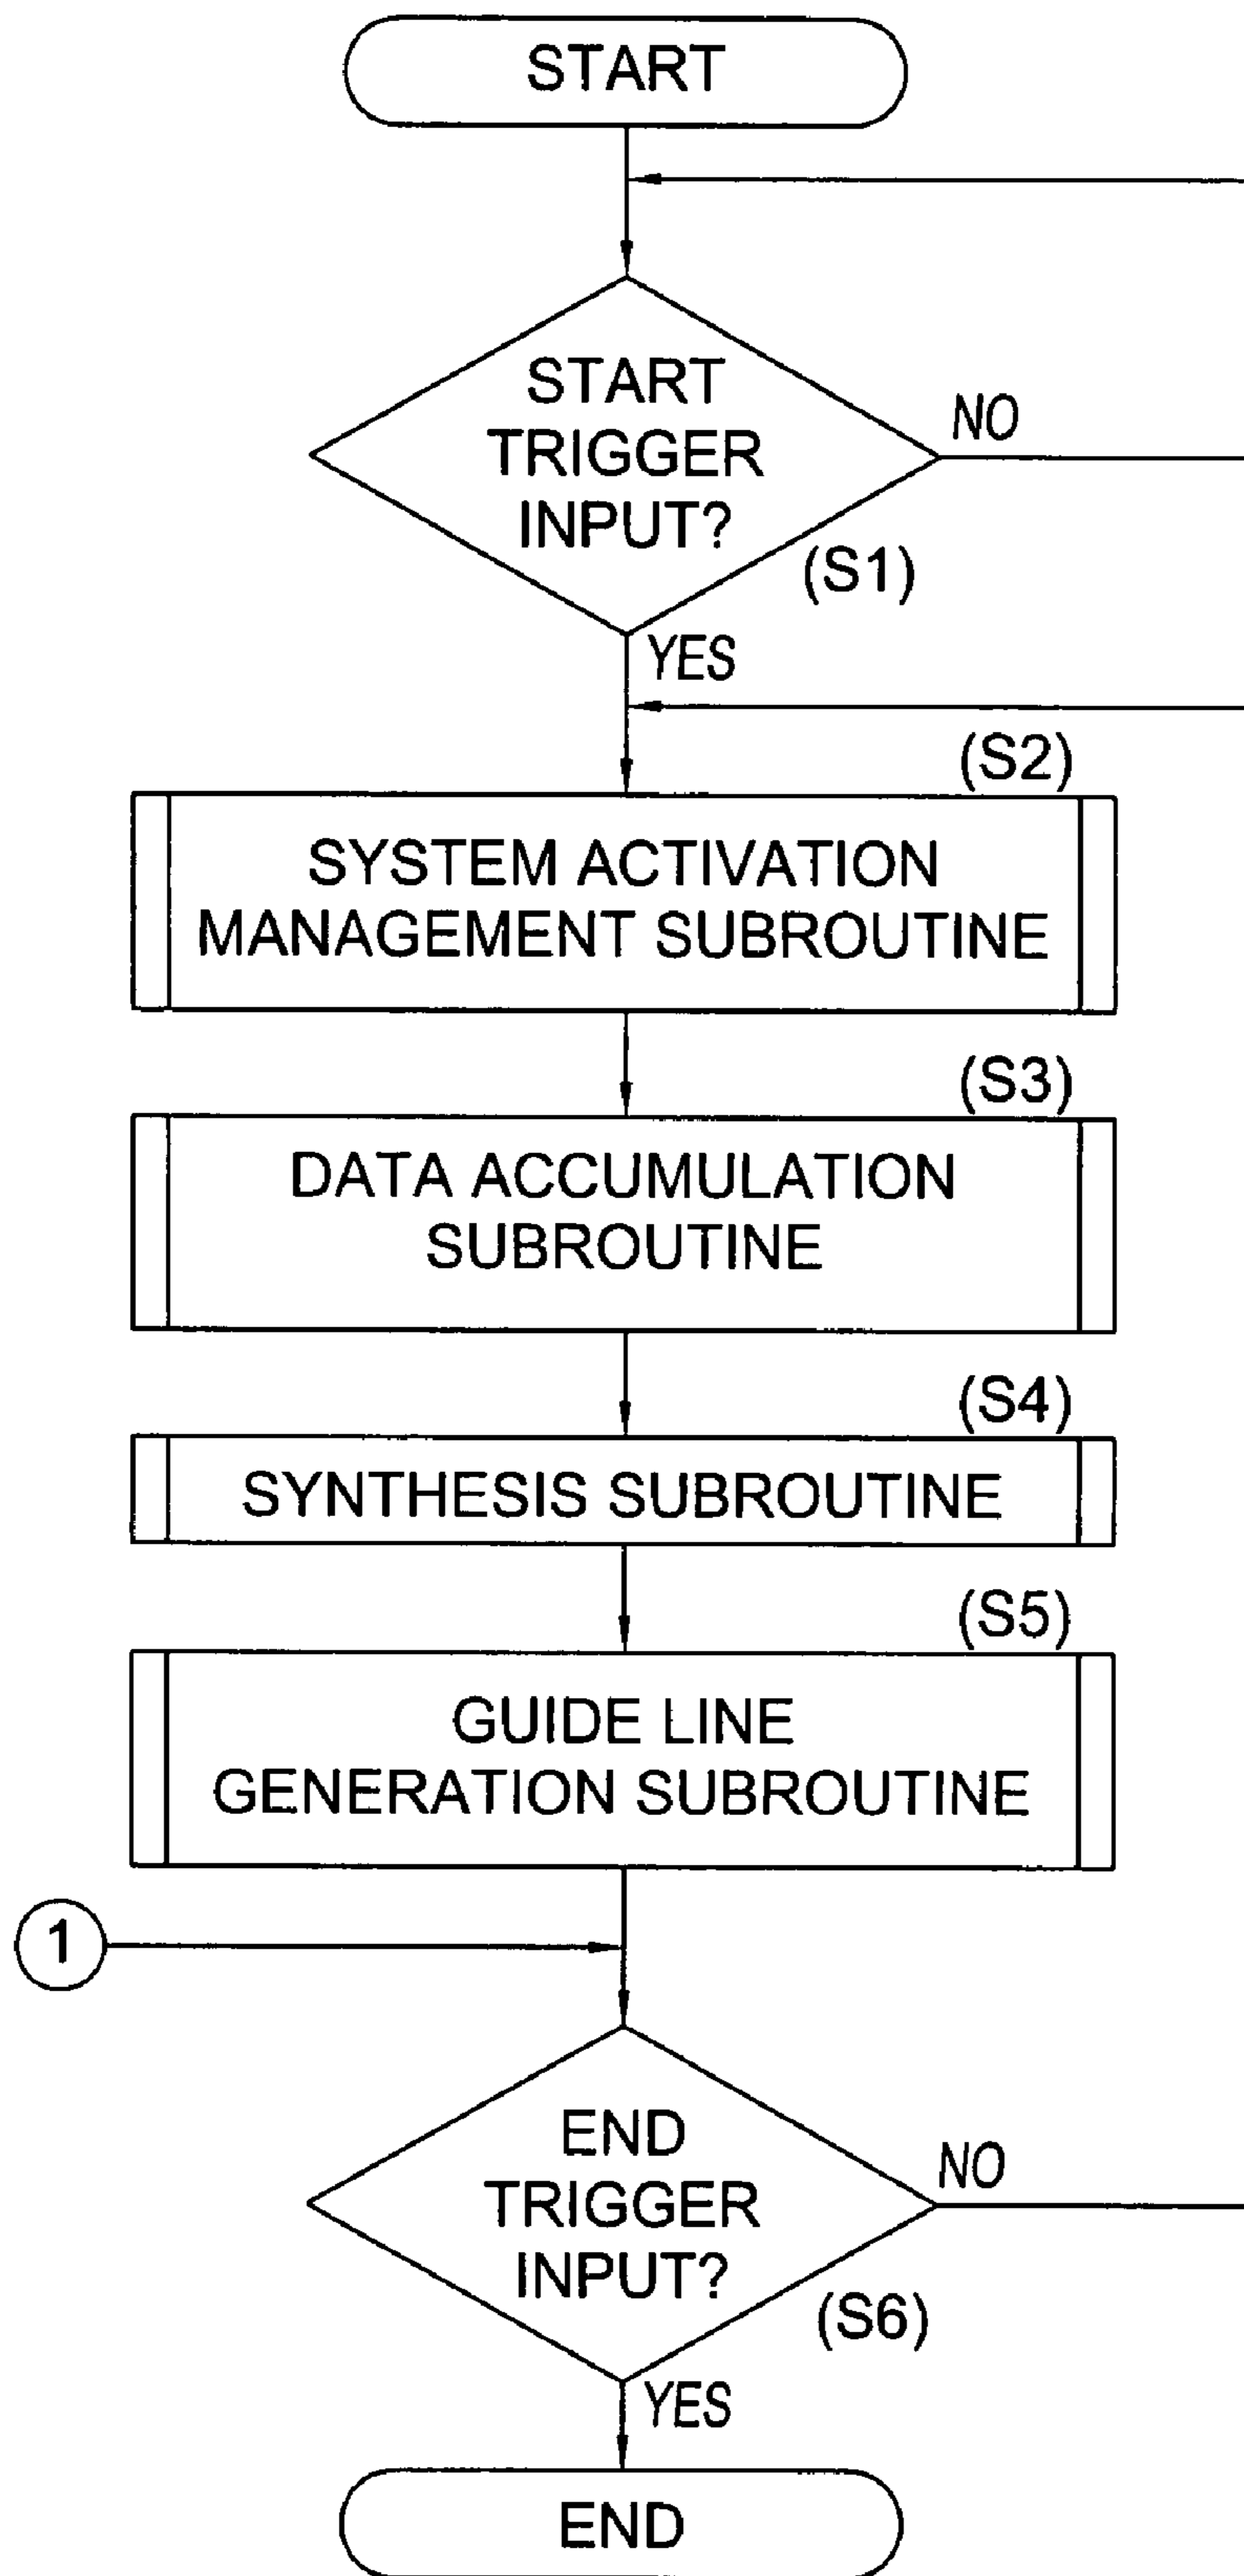 START
START
TRIGGER
INPUT?
NO
(S1)
YES
(S2)
SYSTEM ACTIVATION
MANAGEMENT SUBROUTINE
(S3)
DATA ACCUMULATION
SUBROUTINE
(S4)
SYNTHESIS SUBROUTINE
(S5)
GUIDE LINE
GENERATION SUBROUTINE
1
END
TRIGGER
INPUT?
NO
(S6)
YES
END